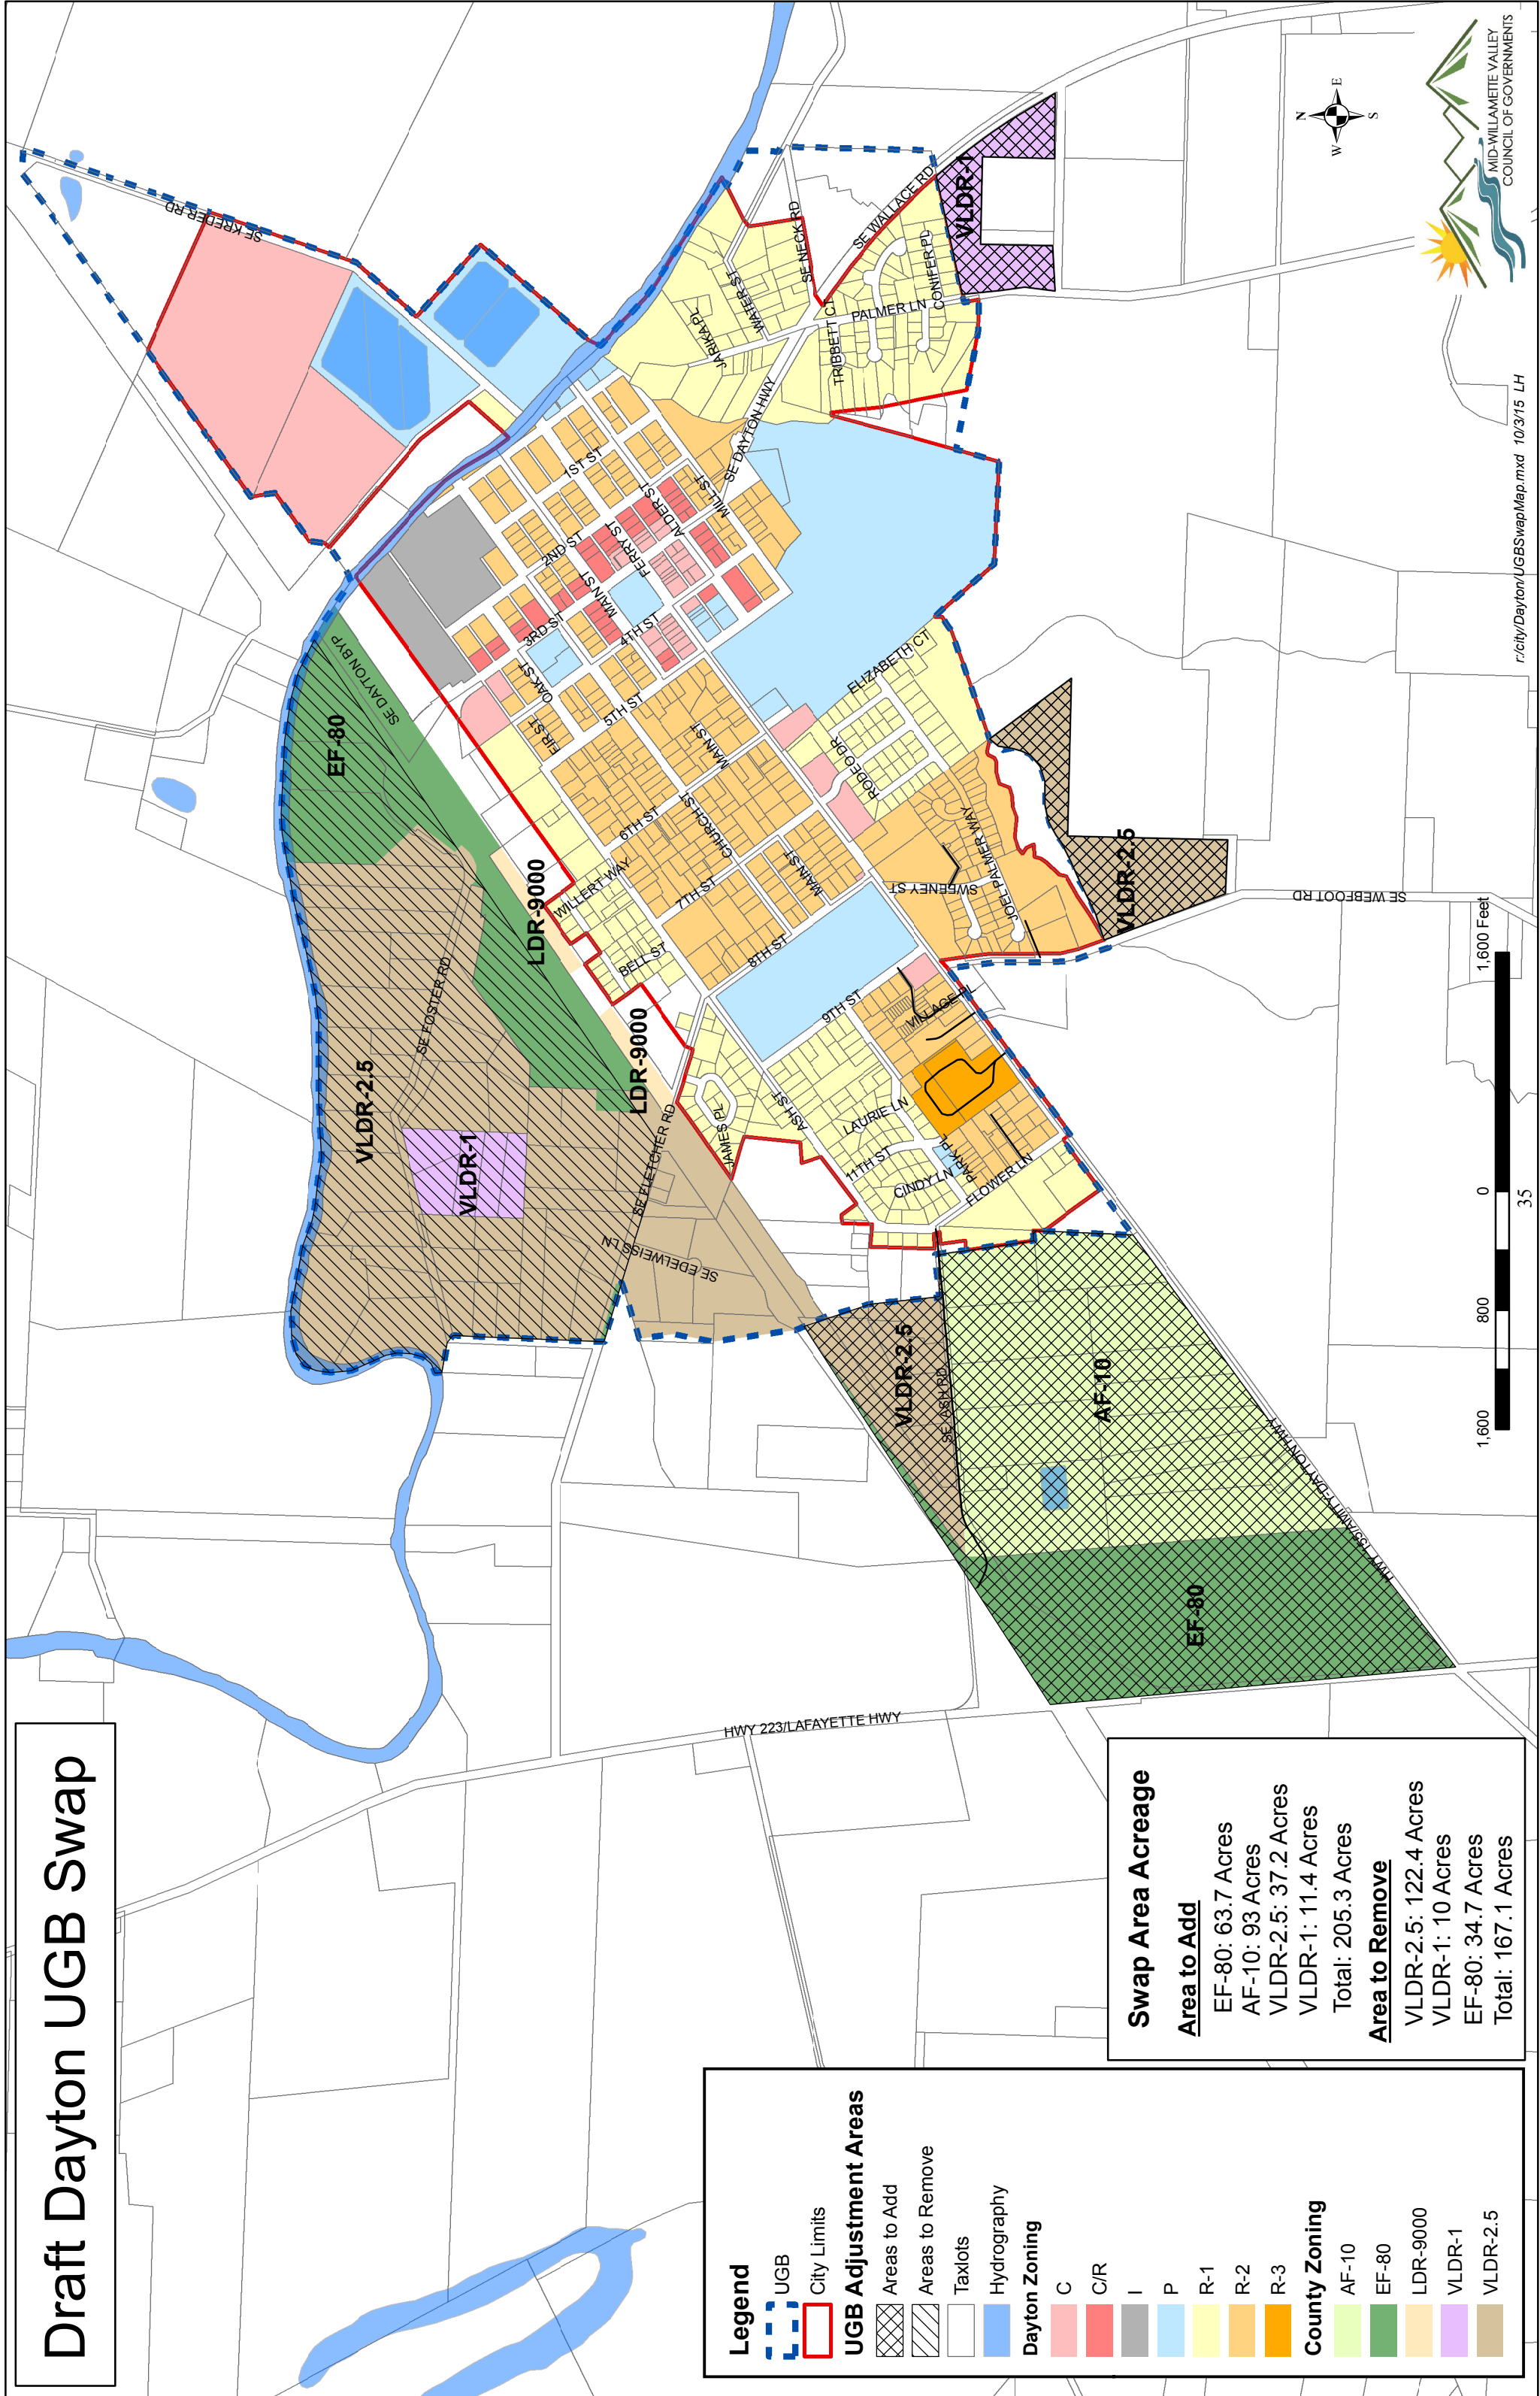 Draft Dayton UGB Swap
Legend
UGB
City Limits
UGB Adjustment Areas
Areas to Add
Areas to Remove
Taxlots
Hydrography
Dayton Zoning
C
C/R
I
P
R-1
R-2
R-3
County Zoning
AF-10
EF-80
LDR-9000
VLDR-1
VLDR-2.5
Swap Area Acreage
Area to Add
EF-80: 63.7 Acres
AF-10: 93 Acres
VLDR-2.5: 37.2 Acres
VLDR-1: 11.4 Acres
Total: 205.3 Acres
Area to Remove
VLDR-2.5: 122.4 Acres
VLDR-1: 10 Acres
EF-80: 34.7 Acres
Total: 167.1 Acres
HWY 223/LAFAYETTE HWY
EF-80
AF-10
VLDR-2.5
SE ASH RD
HWY 155/AMITY-DAYTON HWY
VLDR-2.5
VLDR-1
EF-80
SE FOSTER RD
SE FLETCHER RD
SE EDELWEISS LN
SE DAYTON BYP
LDR-9000
LDR-9000
JAMES PL
ASH ST
11TH ST
CINDY LN
LAURIE LN
PARK PL
FLOWER LN
VILLAGE PL
9TH ST
8TH ST
BELL ST
WILLERT WAY
7TH ST
6TH ST
CHURCH ST
MAIN ST
MAIN ST
5TH ST
FIR ST
OAK ST
4TH ST
3RD ST
MAIN ST
2ND ST
FERRY ST
ALDER ST
MILL ST
1ST ST
SE DAYTON HWY
SWEENEY ST
JOEL PALMER WAY
RODEO DR
ELIZABETH CT
VLDR-2.5
SE WEBFOOT RD
SE KREDER RD
JARIKA PL
WATER ST
SE NECK RD
SE WALLACE RD
TRIBBETT CT
PALMER LN
CONIFER PL
VLDR-1
N
W
E
S
1,600
800
0
1,600 Feet
35
r:/city/Dayton/UGBSwapMap.mxd 10/3/15 LH
MID-WILLAMETTE VALLEY
COUNCIL OF GOVERNMENTS